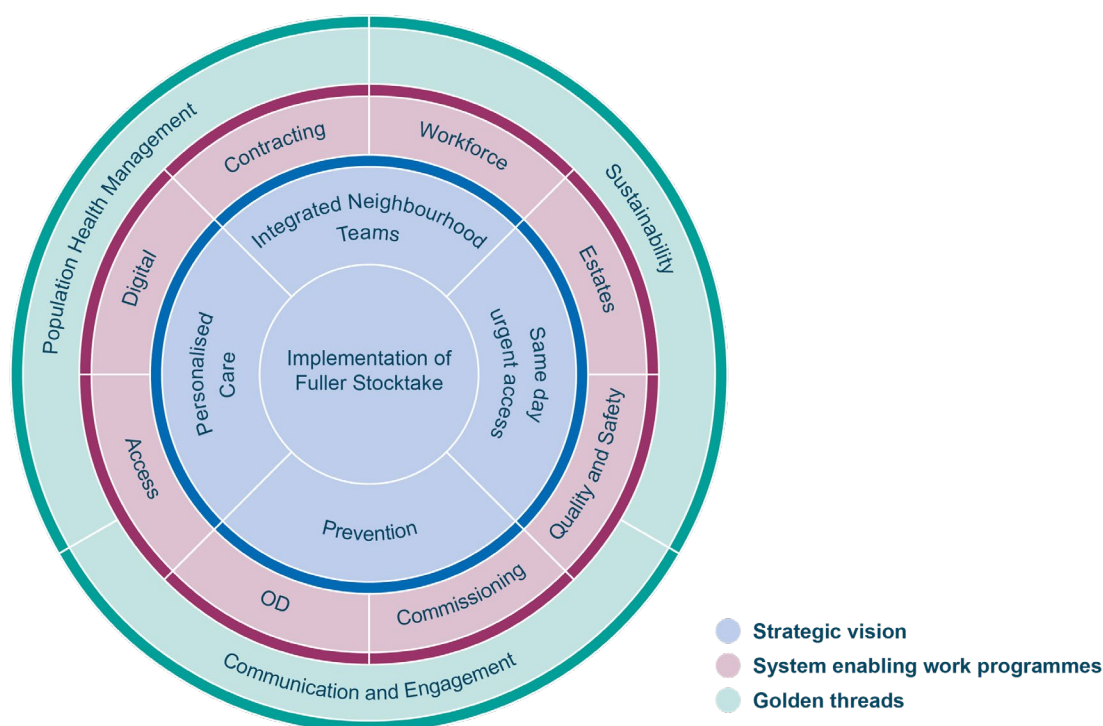 Population Health Management
Sustainability
Communication and Engagement
Contracting
Workforce
Estates
Quality and Safety
Commissioning
OD
Access
Digital
Integrated Neighbourhood
Teams
Same day
urgent access
Prevention
Personalised
Care
Implementation of
Fuller Stocktake
Strategic vision
System enabling work programmes
Golden threads